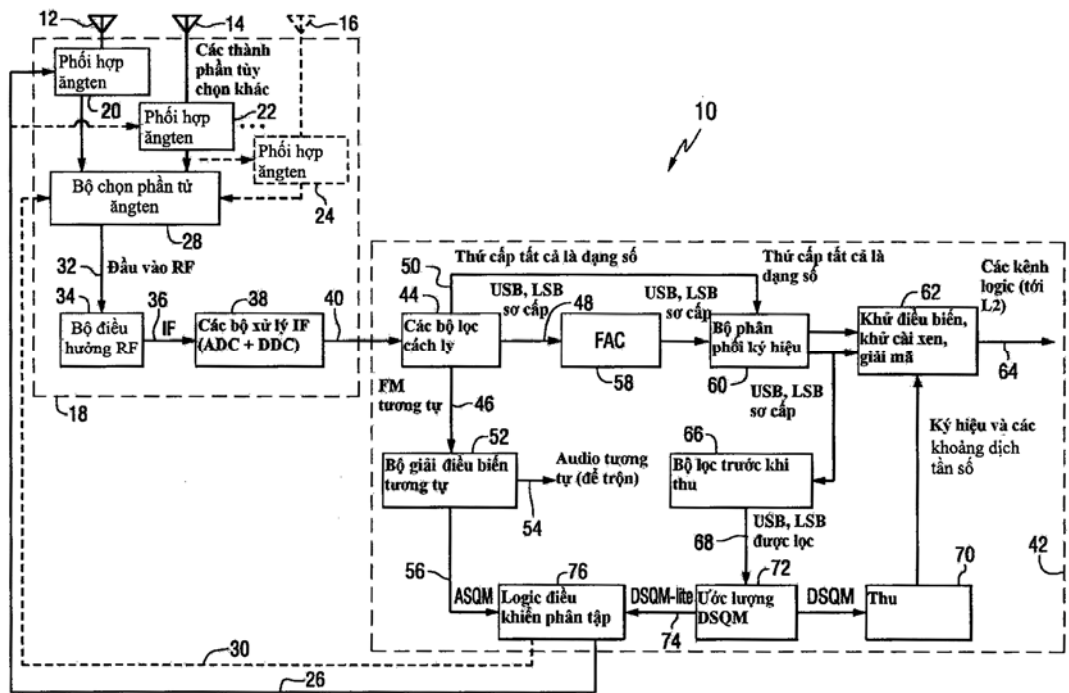 12
14
16
Phối hợp
ăngten
20
Các thành
phần tùy
chọn khác
Phối hợp
ăngten
22
Phối hợp
ăngten
24
10
Bộ chọn phần tử
ăngten
28
32
Đầu vào RF
34
Bộ điều
hưởng RF
36
IF
38
Các bộ xử lý IF
(ADC + DDC)
40
18
50
Thứ cấp tất cả là dạng số
Thứ cấp tất cả là
dạng số
44
Các bộ lọc
cách ly
USB, LSB
sơ cấp
48
FAC
58
USB, LSB
sơ cấp
Bộ phân
phối ký hiệu
60
62
Khử điều biến,
khử cài xen,
giải mã
Các kênh
logic (tới
L2)
64
FM
tương tự
46
USB, LSB
sơ cấp
52
Bộ giải điều biến
tương tự
Audio tương
tự (để trộn)
54
66
Bộ lọc trước khi
thu
Ký hiệu và các
khoảng dịch
tần số
68
USB, LSB
được lọc
42
56
ASQM
76
Logic điều
khiển phân tập
DSQM-lite
74
72
Ước lượng
DSQM
DSQM
70
Thu
30
26